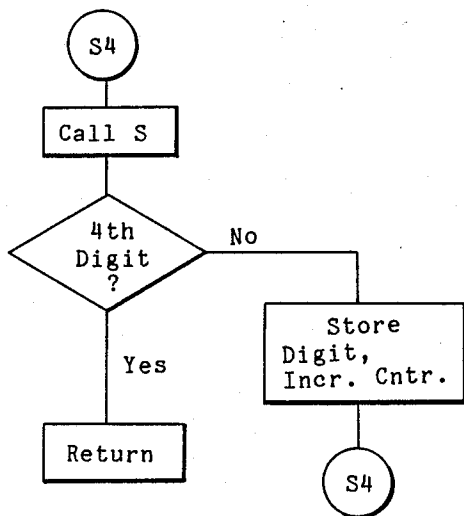 S4
Call S
4th
Digit
?
No
Yes
Store
Digit,
Incr. Cntr.
Return
S4